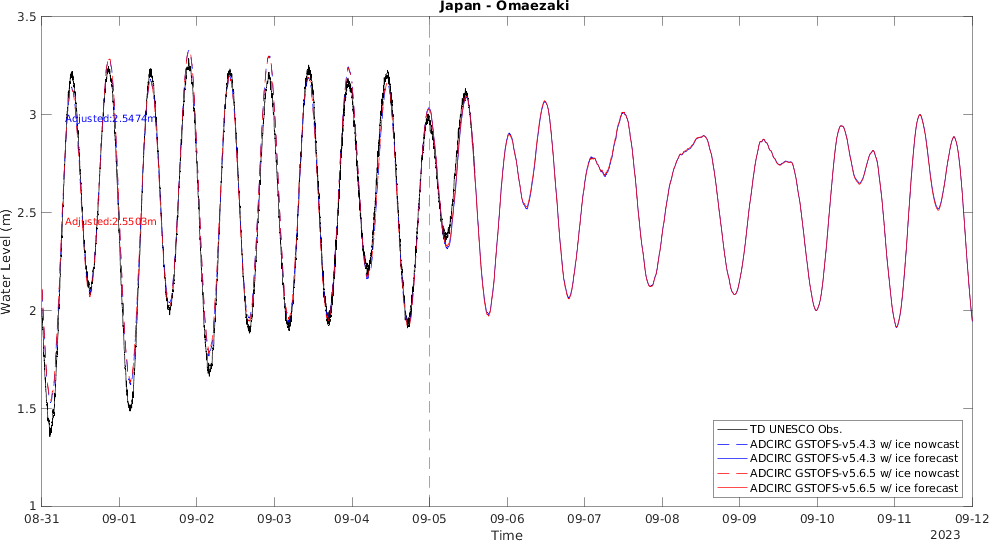 Japan - Omaezaki
3.5
3
2.5
2
1.5
1
Water Level (m)
Adjusted:2.5474m
Adjusted:2.5503m
TD UNESCO Obs.
ADCIRC GSTOFS-v5.4.3 w/ ice nowcast
ADCIRC GSTOFS-v5.4.3 w/ ice forecast
ADCIRC GSTOFS-v5.6.5 w/ ice nowcast
ADCIRC GSTOFS-v5.6.5 w/ ice forecast
08-31 09-01 09-02 09-03 09-04 09-05 09-06 09-07 09-08 09-09 09-10 09-11 09-12
Time
2023